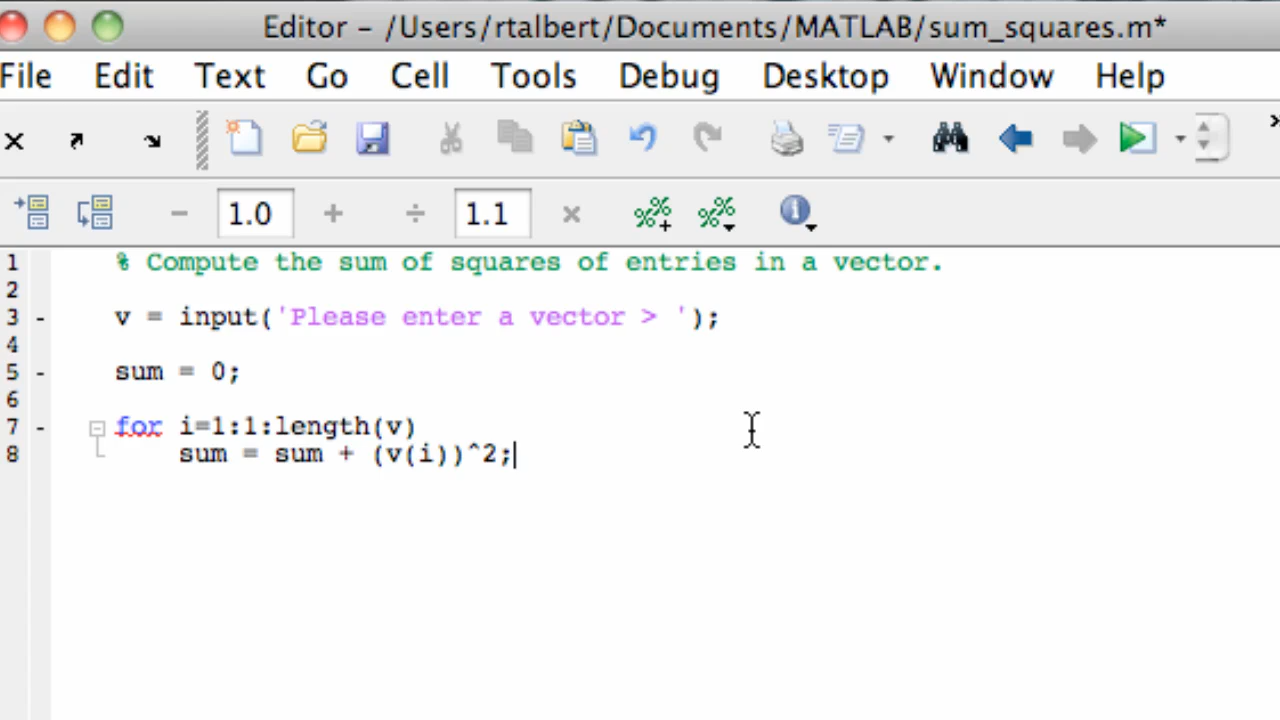 Editor – /Users/rtalbert/Documents/MATLAB/sum_squares.m*
File Edit Text Go Cell Tools Debug Desktop Window Help
− 1.0 + ÷ 1.1 ×
1 % Compute the sum of squares of entries in a vector.
2
3 - v = input('Please enter a vector > ');
4
5 - sum = 0;
6
7 - for i=1:1:length(v)
8 sum = sum + (v(i))^2;